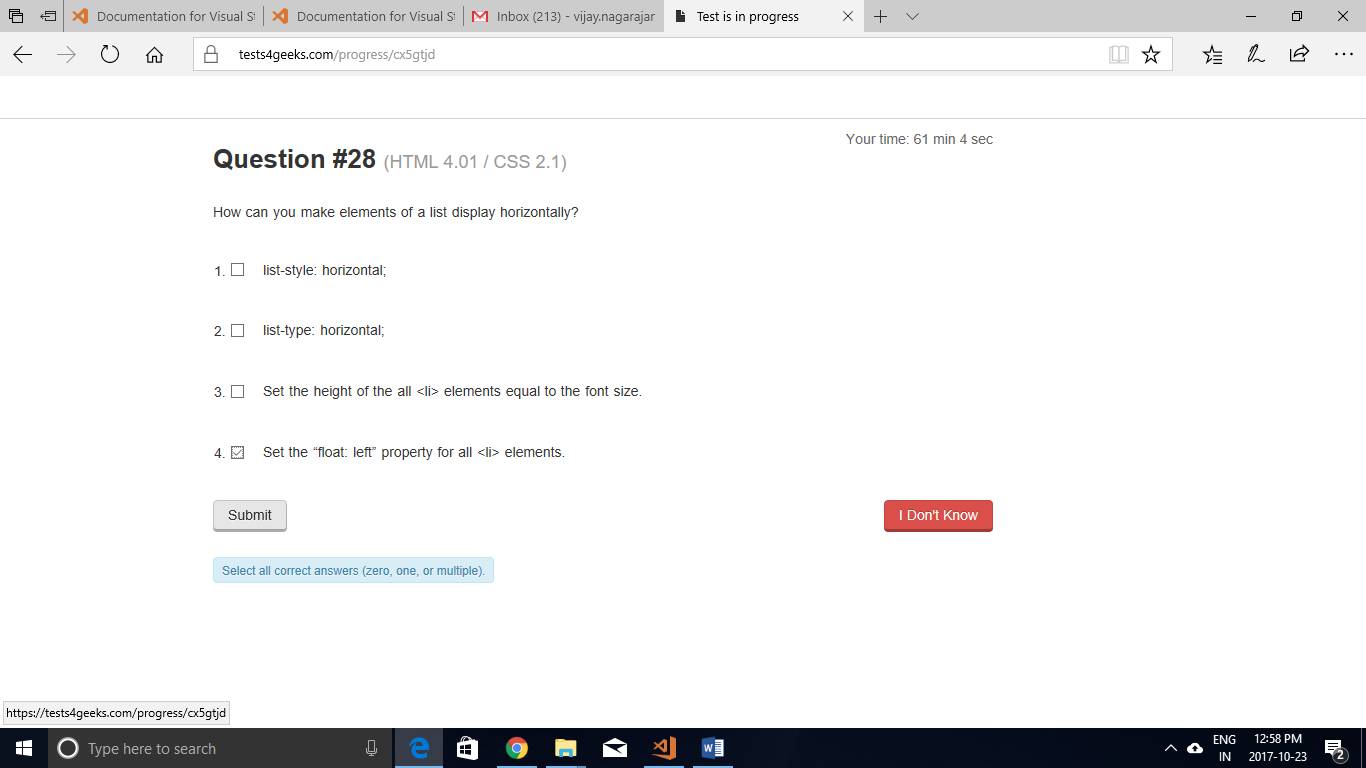 Documentation for Visual St
Documentation for Visual St
Inbox (213) - vijay.nagarajar
Test is in progress
tests4geeks.com/progress/cx5gtjd
Your time: 61 min 4 sec
Question #28 (HTML 4.01 / CSS 2.1)
How can you make elements of a list display horizontally?
1. list-style: horizontal;
2. list-type: horizontal;
3. Set the height of the all <li> elements equal to the font size.
4. Set the “float: left” property for all <li> elements.
Submit
I Don't Know
Select all correct answers (zero, one, or multiple).
https://tests4geeks.com/progress/cx5gtjd
Type here to search
ENG
IN
12:58 PM
2017-10-23
2